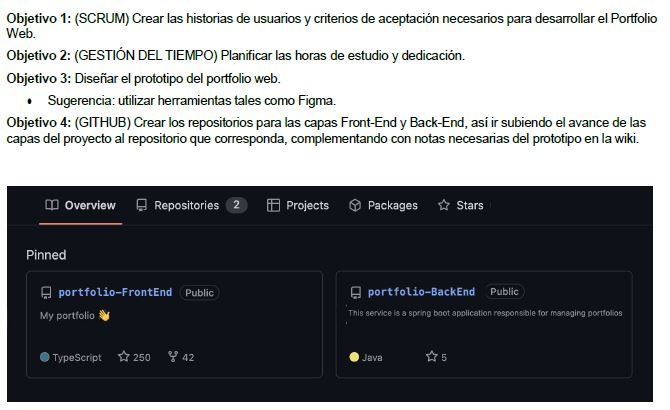 Objetivo 1: (SCRUM) Crear las historias de usuarios y criterios de aceptación necesarios para desarrollar el Portfolio
Web.
Objetivo 2: (GESTIÓN DEL TIEMPO) Planificar las horas de estudio y dedicación.
Objetivo 3: Diseñar el prototipo del portfolio web.
• Sugerencia: utilizar herramientas tales como Figma.
Objetivo 4: (GITHUB) Crear los repositorios para las capas Front-End y Back-End, así ir subiendo el avance de las
capas del proyecto al repositorio que corresponda, complementando con notas necesarias del prototipo en la wiki.
Overview Repositories 2 Projects Packages Stars
Pinned
portfolio-FrontEnd Public
My portfolio 👋
TypeScript 250 42
portfolio-BackEnd Public
This service is a spring boot application responsible for managing portfolios
Java 5